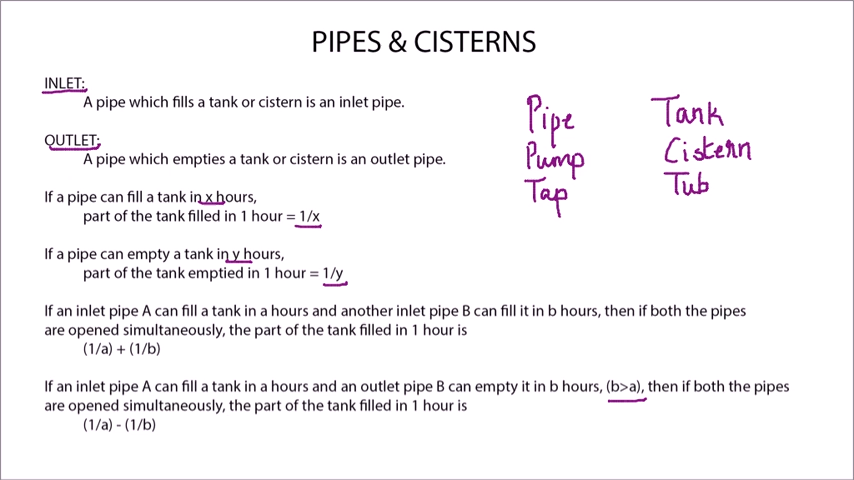 PIPES & CISTERNS
INLET:
A pipe which fills a tank or cistern is an inlet pipe.
OUTLET:
A pipe which empties a tank or cistern is an outlet pipe.
If a pipe can fill a tank in x hours,
part of the tank filled in 1 hour = 1/x
If a pipe can empty a tank in y hours,
part of the tank emptied in 1 hour = 1/y
If an inlet pipe A can fill a tank in a hours and another inlet pipe B can fill it in b hours, then if both the pipes
are opened simultaneously, the part of the tank filled in 1 hour is
(1/a) + (1/b)
If an inlet pipe A can fill a tank in a hours and an outlet pipe B can empty it in b hours, (b>a), then if both the pipes
are opened simultaneously, the part of the tank filled in 1 hour is
(1/a) - (1/b)
Pipe Tank
Pump Cistern
Tap Tub